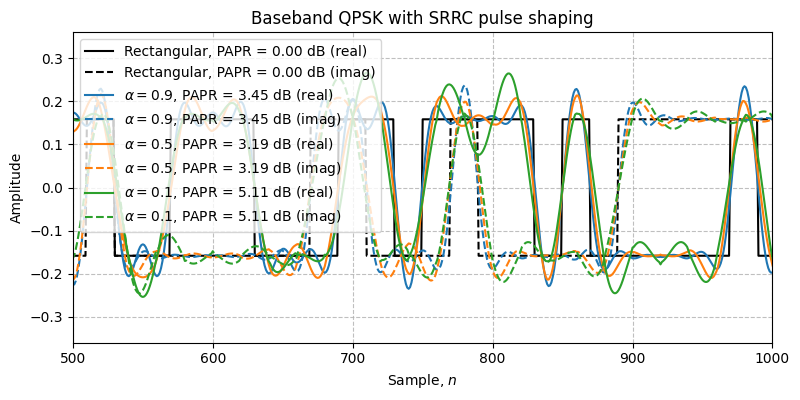 Baseband QPSK with SRRC pulse shaping
Rectangular, PAPR = 0.00 dB (real)
Rectangular, PAPR = 0.00 dB (imag)
α = 0.9, PAPR = 3.45 dB (real)
α = 0.9, PAPR = 3.45 dB (imag)
α = 0.5, PAPR = 3.19 dB (real)
α = 0.5, PAPR = 3.19 dB (imag)
α = 0.1, PAPR = 5.11 dB (real)
α = 0.1, PAPR = 5.11 dB (imag)
Amplitude
0.3
0.2
0.1
0.0
−0.1
−0.2
−0.3
500 600 700 800 900 1000
Sample, n